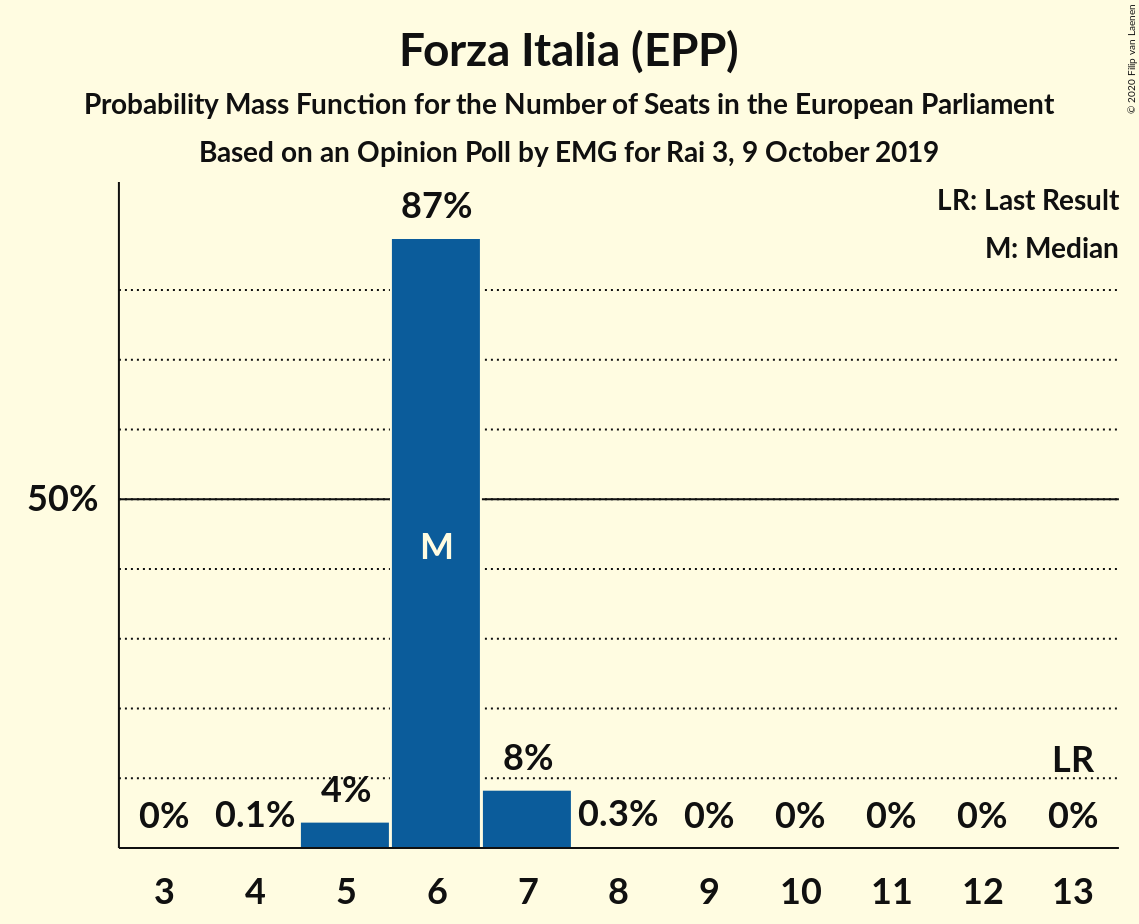 Forza Italia (EPP)
Probability Mass Function for the Number of Seats in the European Parliament
Based on an Opinion Poll by EMG for Rai 3, 9 October 2019
© 2020 Filip van Laenen
LR: Last Result
M: Median
87%
50%
M
LR
8%
4%
0% 0.1% 0.3% 0% 0% 0% 0% 0%
3 4 5 6 7 8 9 10 11 12 13